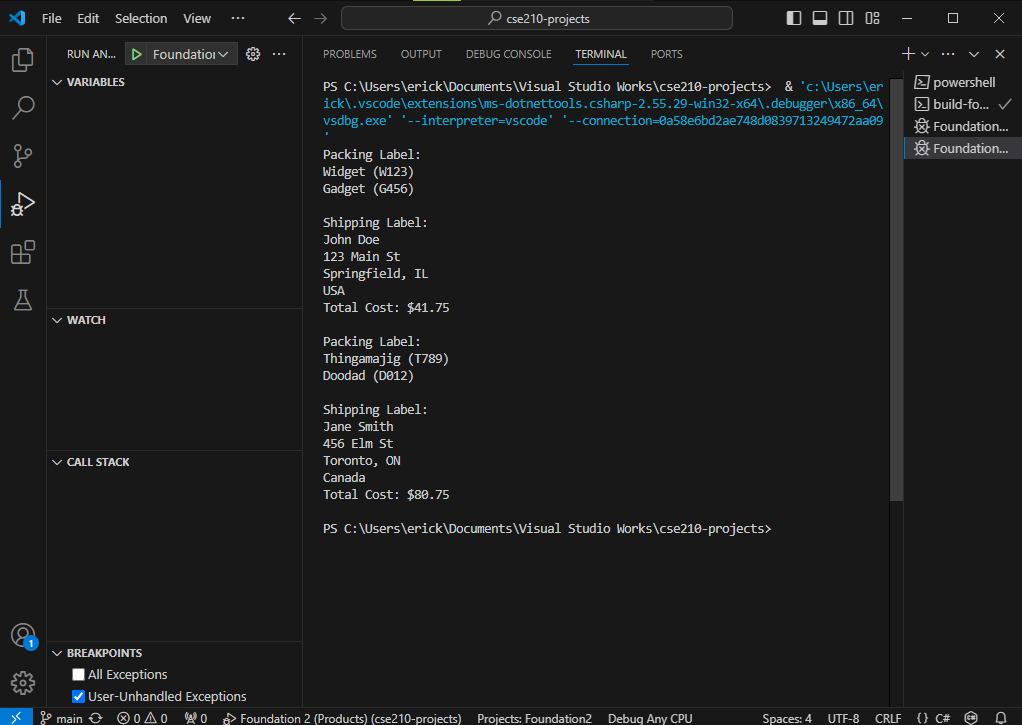 File Edit Selection View ··· cse210-projects
RUN AN... Foundation
VARIABLES
WATCH
CALL STACK
BREAKPOINTS
All Exceptions
User-Unhandled Exceptions
PROBLEMS OUTPUT DEBUG CONSOLE TERMINAL PORTS
PS C:\Users\erick\Documents\Visual Studio Works\cse210-projects>  & 'c:\Users\er
ick\.vscode\extensions\ms-dotnettools.csharp-2.55.29-win32-x64\.debugger\x86_64\
vsdbg.exe' '--interpreter=vscode' '--connection=0a58e6bd2ae748d0839713249472aa09
'
Packing Label:
Widget (W123)
Gadget (G456)
Shipping Label:
John Doe
123 Main St
Springfield, IL
USA
Total Cost: $41.75
Packing Label:
Thingamajig (T789)
Doodad (D012)
Shipping Label:
Jane Smith
456 Elm St
Toronto, ON
Canada
Total Cost: $80.75
PS C:\Users\erick\Documents\Visual Studio Works\cse210-projects>
powershell
build-fo...
Foundation...
Foundation...
1
main 0 0 0 Foundation 2 (Products) (cse210-projects) Projects: Foundation2 Debug Any CPU Spaces: 4 UTF-8 CRLF {} C#